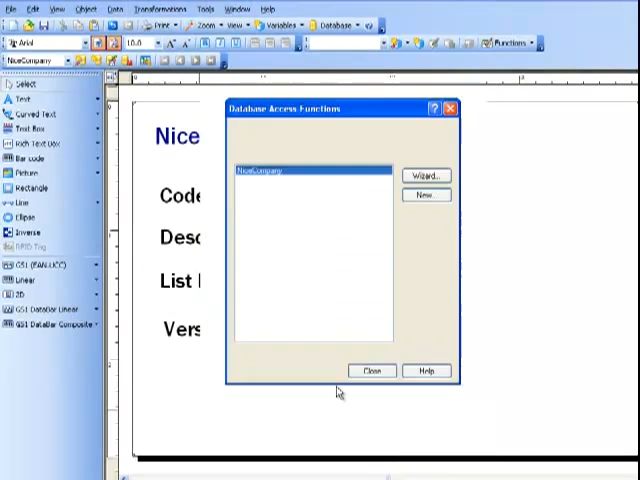 File Edit View Object Data Transformations Tools Window Help
Print Zoom View Variables Database
Arial 10.0 B Functions
NiceCompany
Select
Text
Curved Text
Text Box
Rich Text Box
Bar code
Picture
Rectangle
Line
Ellipse
Inverse
RFID Tag
GS1 (EAN.UCC)
Linear
2D
GS1 DataBar Linear
GS1 DataBar Composite
Nice
Code
Desc
List
Vers
Database Access Functions
NiceCompany
Wizard...
New...
Close Help